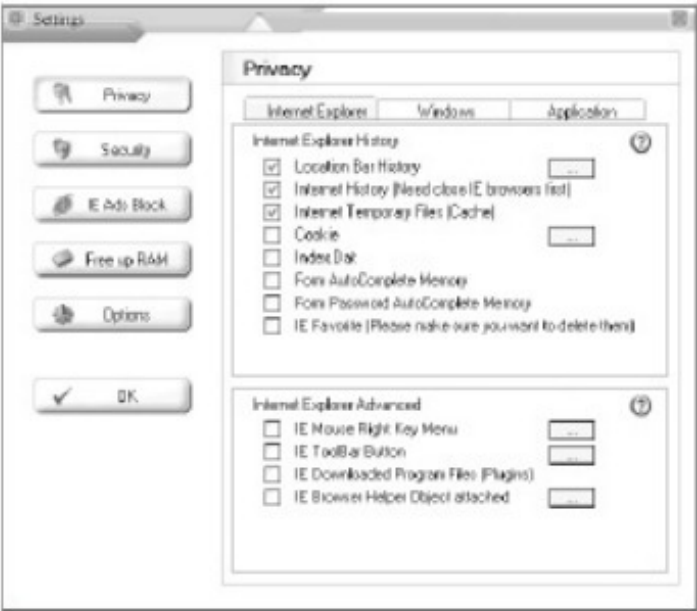 Settings
Privacy
Security
IE Ads Block
Free up RAM
Options
OK
Privacy
Internet Explorer
Windows
Application
Internet Explorer History
Location Bar History
...
Internet History (Need close IE browsers first)
Internet Temporary Files (Cache)
Cookie
...
Index.Dat
Form AutoComplete Memory
Form Password AutoComplete Memory
IE Favorite (Please make sure you want to delete them)
Internet Explorer Advanced
IE Mouse Right Key Menu
...
IE ToolBar Button
...
IE Downloaded Program Files (Plugins)
IE Browser Helper Object attached
...